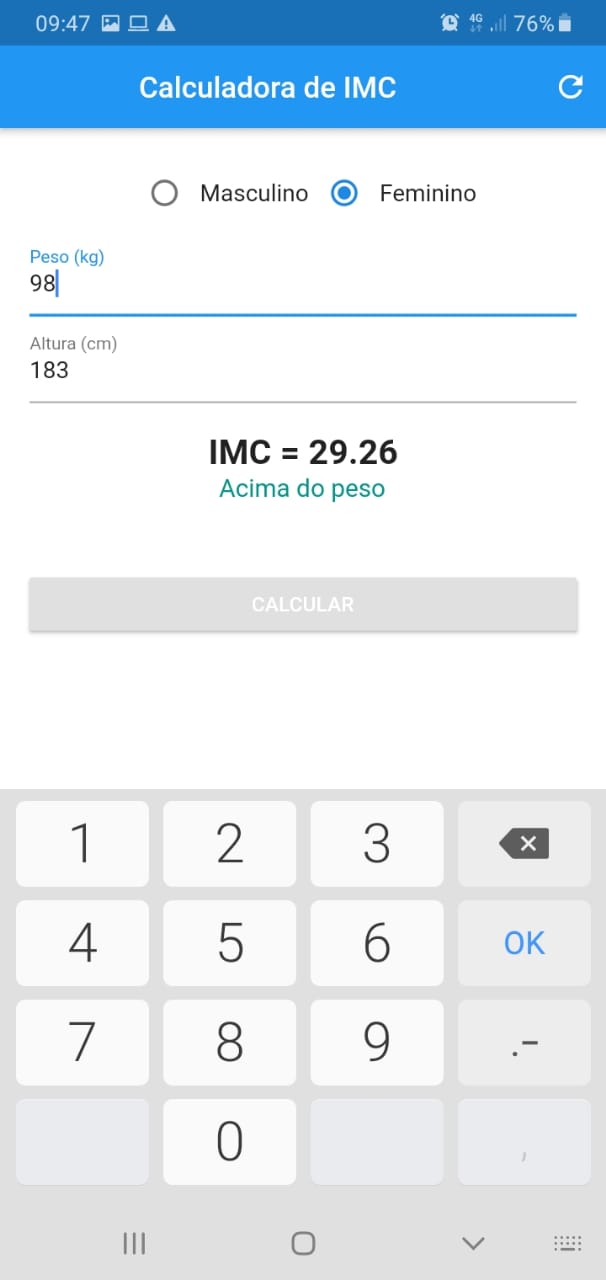 09:47 4G 76%
Calculadora de IMC
Masculino Feminino
Peso (kg)
98
Altura (cm)
183
IMC = 29.26
Acima do peso
CALCULAR
1 2 3
4 5 6 OK
7 8 9 .-
0 ,